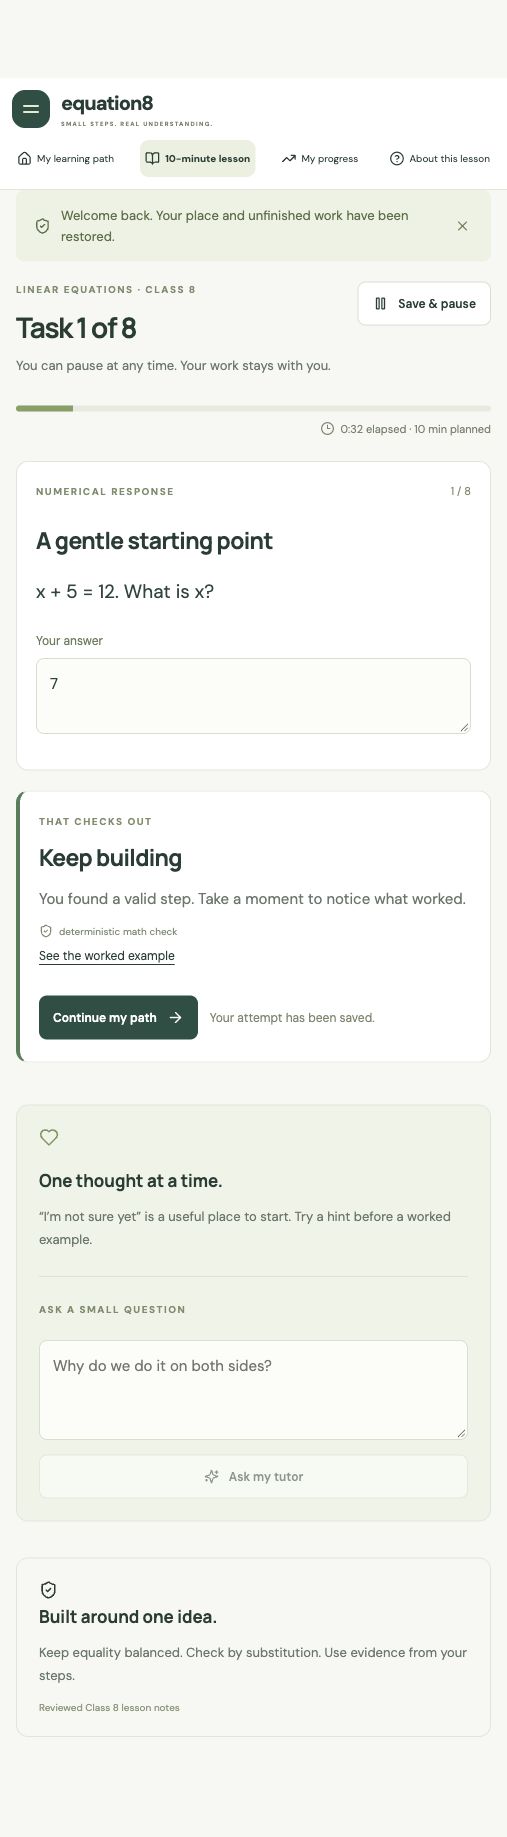 equation8
SMALL STEPS. REAL UNDERSTANDING.
My learning path
10-minute lesson
My progress
About this lesson
Welcome back. Your place and unfinished work have been
restored.
LINEAR EQUATIONS · CLASS 8
Save & pause
Task 1 of 8
You can pause at any time. Your work stays with you.
0:32 elapsed · 10 min planned
NUMERICAL RESPONSE
1 / 8
A gentle starting point
x + 5 = 12. What is x?
Your answer
7
THAT CHECKS OUT
Keep building
You found a valid step. Take a moment to notice what worked.
deterministic math check
See the worked example
Continue my path
Your attempt has been saved.
One thought at a time.
“I’m not sure yet” is a useful place to start. Try a hint before a worked
example.
ASK A SMALL QUESTION
Why do we do it on both sides?
Ask my tutor
Built around one idea.
Keep equality balanced. Check by substitution. Use evidence from your
steps.
Reviewed Class 8 lesson notes